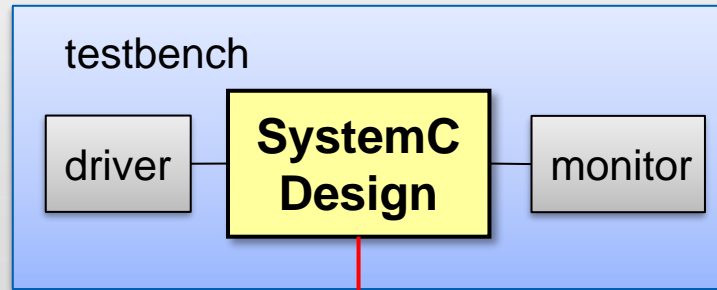 testbench
driver
SystemC
Design
monitor